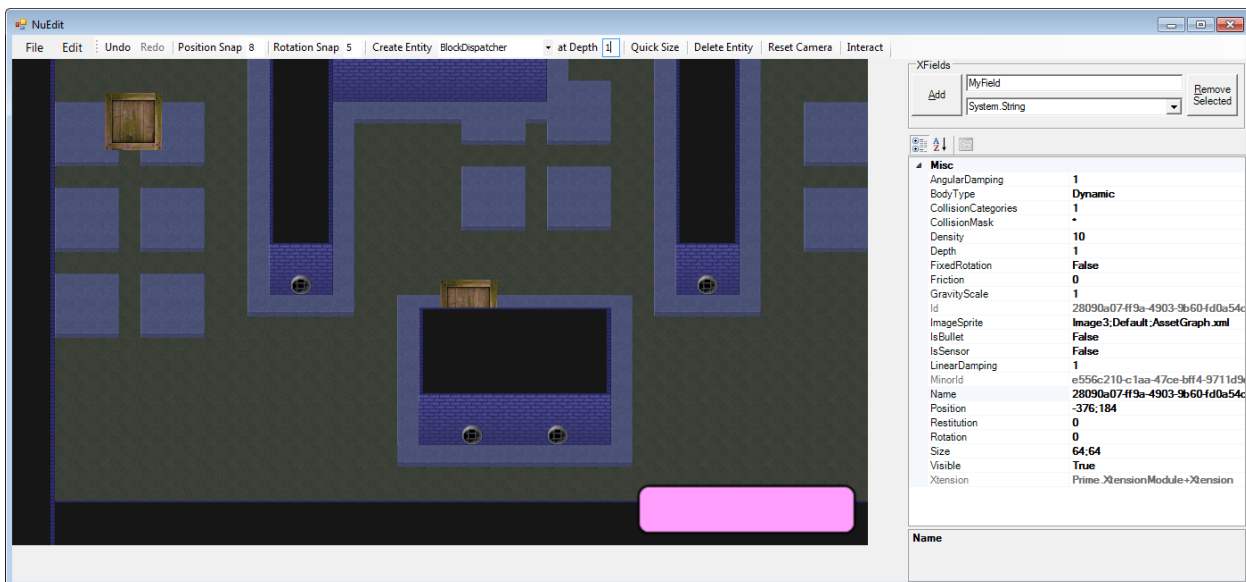 NuEdit
File Edit Undo Redo Position Snap 8 Rotation Snap 5 Create Entity BlockDispatcher at Depth 1 Quick Size Delete Entity Reset Camera Interact
XFields
Add MyField Remove Selected
System.String
Misc
AngularDamping 1
BodyType Dynamic
CollisionCategories 1
CollisionMask *
Density 10
Depth 1
FixedRotation False
Friction 0
GravityScale 1
Id 28090a07-ff9a-4903-9b60-fd0a54c
ImageSprite Image3;Default;AssetGraph.xml
IsBullet False
IsSensor False
LinearDamping 1
MinorId e556c210-c1aa-47ce-bff4-9711d9
Name 28090a07-ff9a-4903-9b60-fd0a54c
Position -376;184
Restitution 0
Rotation 0
Size 64;64
Visible True
Xtension Prime.XtensionModule+Xtension
Name